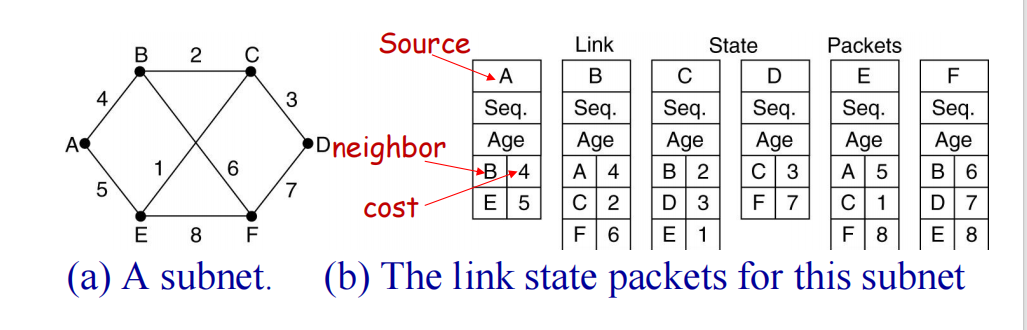 Source Link State Packets
B 2 C
4 3
A D
1 6
5 7
E 8 F
neighbor
cost
A B C D E F
Seq. Seq. Seq. Seq. Seq. Seq.
Age Age Age Age Age Age
B 4 A 4 B 2 C 3 A 5 B 6
E 5 C 2 D 3 F 7 C 1 D 7
F 6 E 1 F 8 E 8
(a) A subnet. (b) The link state packets for this subnet